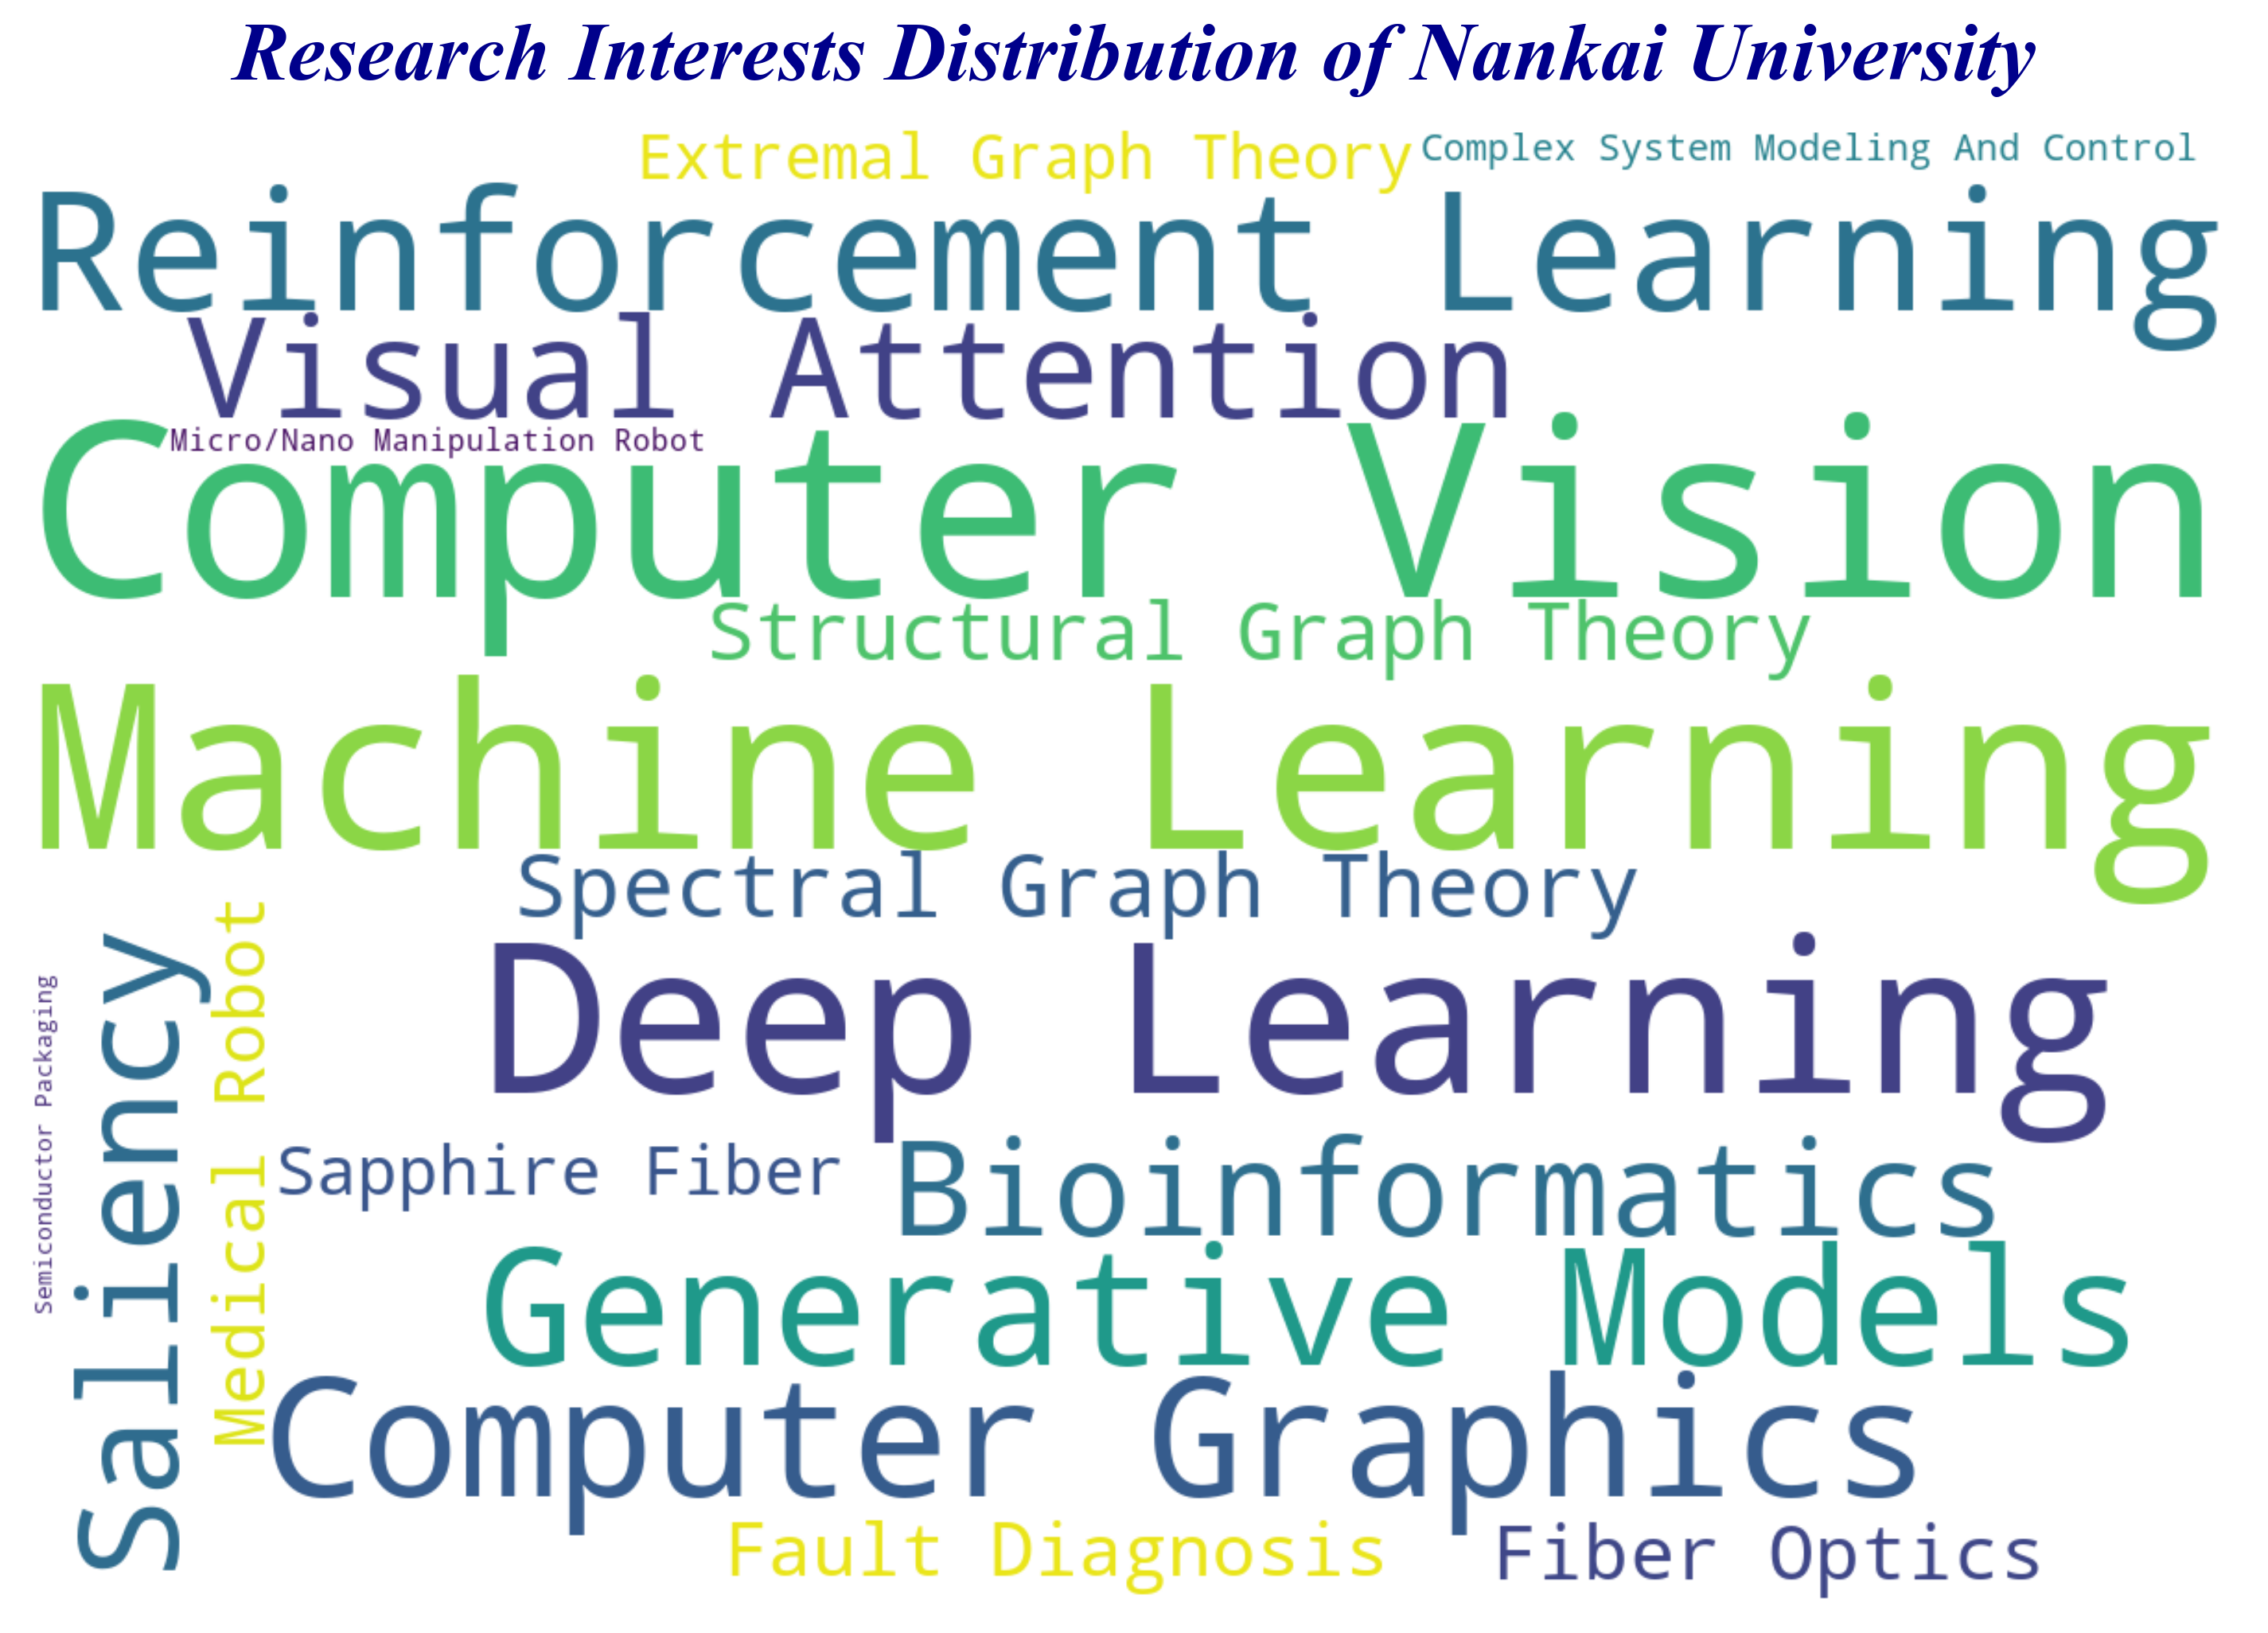 Research Interests Distribution of Nankai University
Extremal Graph Theory
Complex System Modeling And Control
Reinforcement Learning
Visual Attention
Micro/Nano Manipulation Robot
Computer Vision
Structural Graph Theory
Machine Learning
Spectral Graph Theory
Semiconductor Packaging
Saliency
Medical Robot
Deep Learning
Sapphire Fiber
Bioinformatics
Generative Models
Computer Graphics
Fault Diagnosis
Fiber Optics